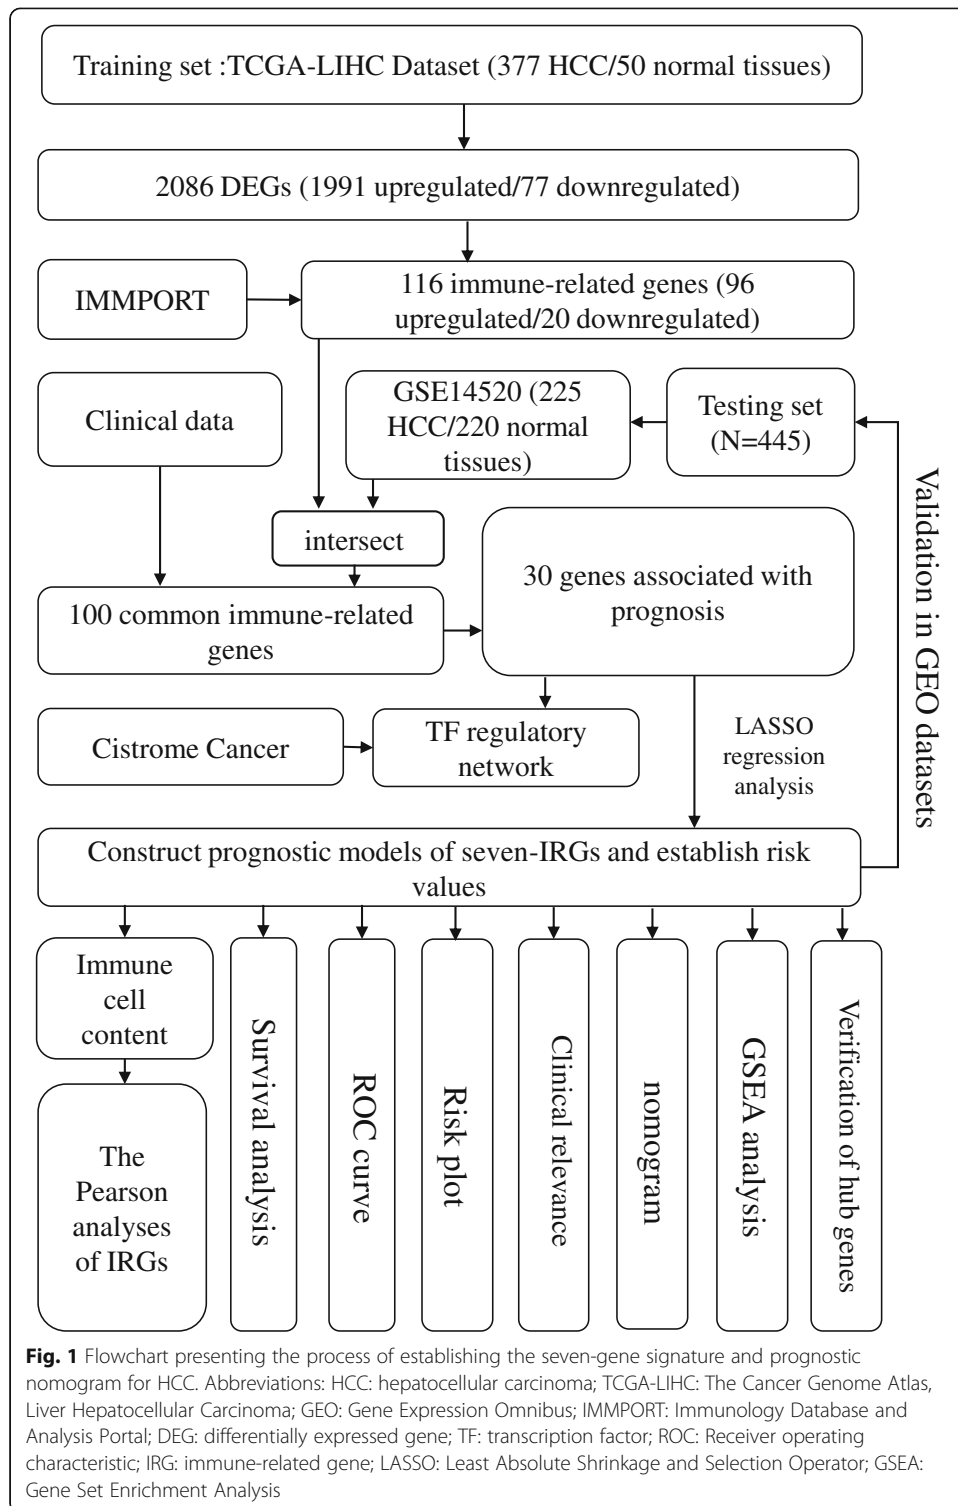 Training set :TCGA-LIHC Dataset (377 HCC/50 normal tissues)
2086 DEGs (1991 upregulated/77 downregulated)
IMMPORT
116 immune-related genes (96
upregulated/20 downregulated)
Clinical data
GSE14520 (225
HCC/220 normal
tissues)
Testing set
(N=445)
Validation in GEO datasets
intersect
100 common immune-related
genes
30 genes associated with
prognosis
Cistrome Cancer
TF regulatory
network
LASSO
regression
analysis
Construct prognostic models of seven-IRGs and establish risk
values
Immune
cell
content
The
Pearson
analyses
of IRGs
Survival analysis
ROC curve
Risk plot
Clinical relevance
nomogram
GSEA analysis
Verification of hub genes
Fig. 1 Flowchart presenting the process of establishing the seven-gene signature and prognostic
nomogram for HCC. Abbreviations: HCC: hepatocellular carcinoma; TCGA-LIHC: The Cancer Genome Atlas,
Liver Hepatocellular Carcinoma; GEO: Gene Expression Omnibus; IMMPORT: Immunology Database and
Analysis Portal; DEG: differentially expressed gene; TF: transcription factor; ROC: Receiver operating
characteristic; IRG: immune-related gene; LASSO: Least Absolute Shrinkage and Selection Operator; GSEA:
Gene Set Enrichment Analysis